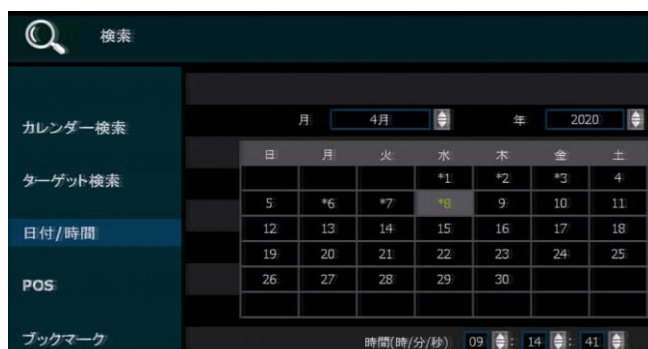 検索
カレンダー検索
ターゲット検索
日付/時間
POS
ブックマーク
月 4月 年 2020
日 月 火 水 木 金 土
*1 *2 *3 4
5 *6 *7 *8 9 10 11
12 13 14 15 16 17 18
19 20 21 22 23 24 25
26 27 28 29 30
時間(時/分/秒) 09 : 14 : 41